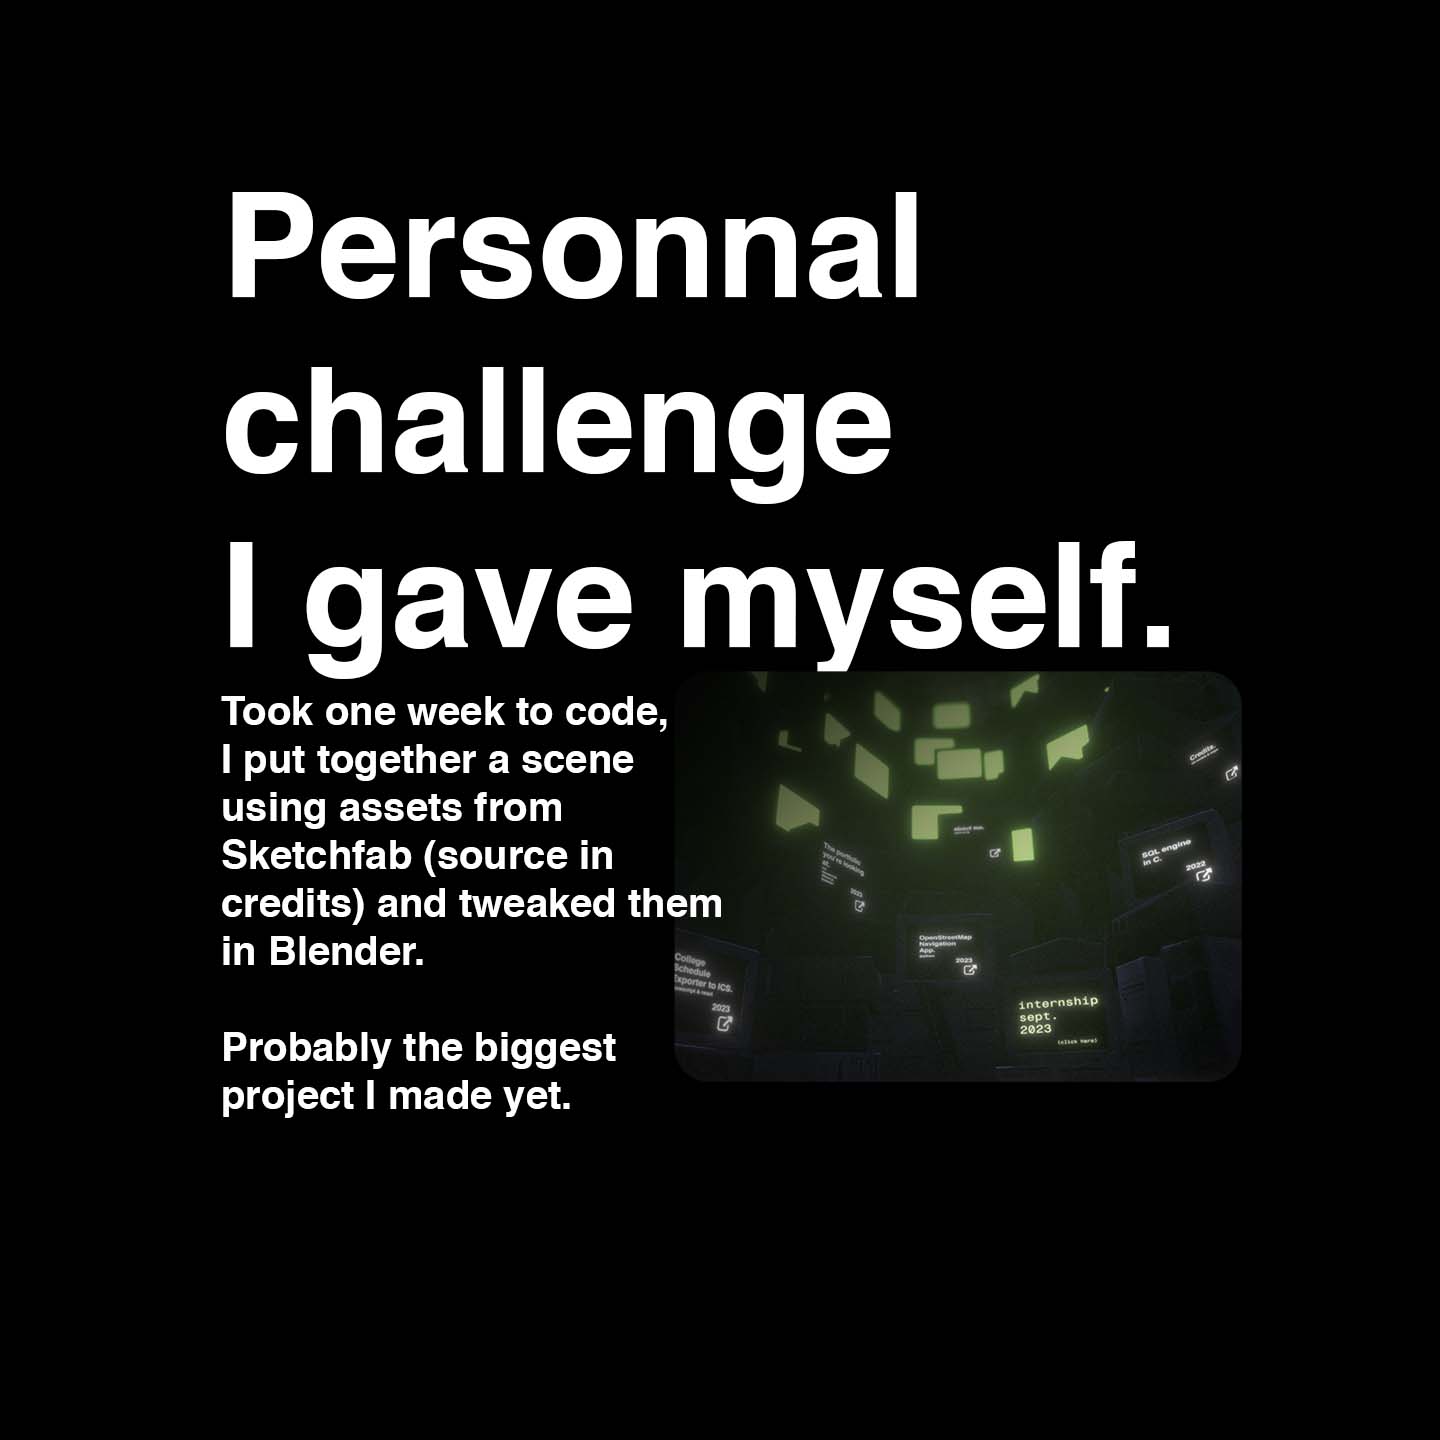 Personnal
challenge
I gave myself.
Took one week to code,
I put together a scene
using assets from
Sketchfab (source in
credits) and tweaked them
in Blender.
Probably the biggest
project I made yet.
Credits.
about me.
The portfolio
you're looking
at.
2023
SQL engine
in C.
2022
OpenStreetMap
Navigation
App.
2023
College
Schedule
Exporter to ICS.
2023
internship
sept.
2023
(click here)